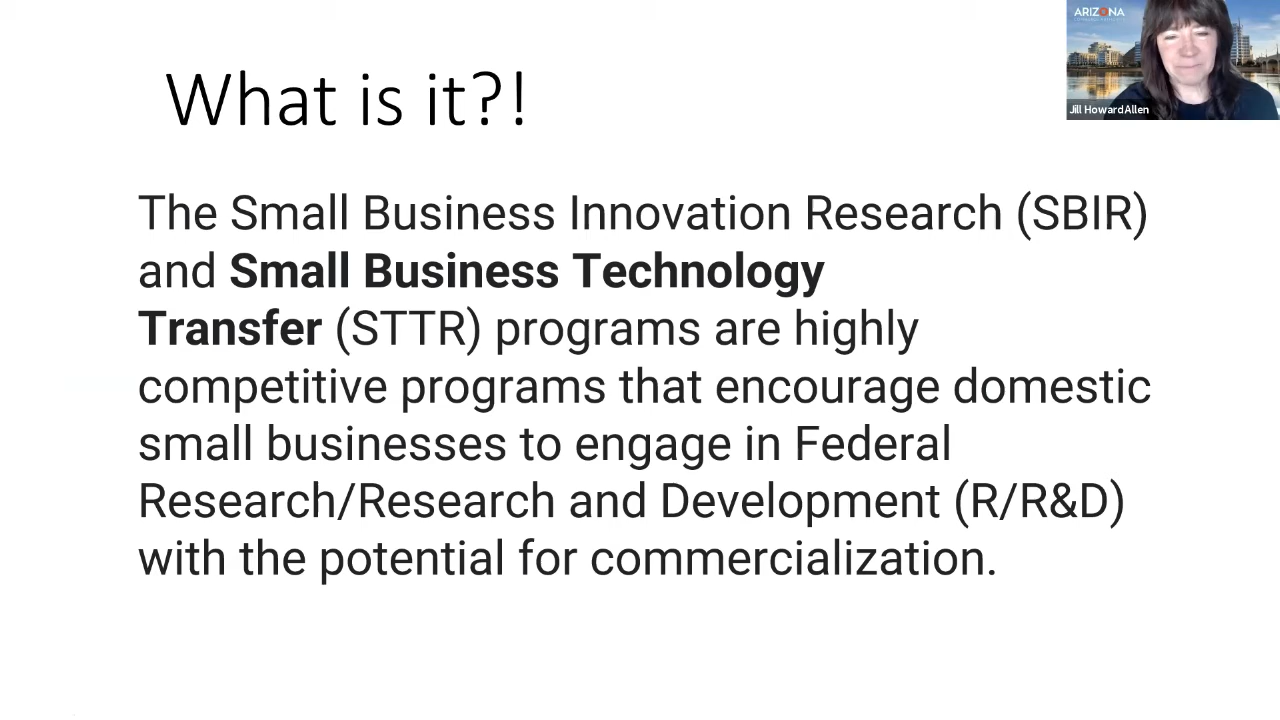 What is it?!
The Small Business Innovation Research (SBIR)
and Small Business Technology
Transfer (STTR) programs are highly
competitive programs that encourage domestic
small businesses to engage in Federal
Research/Research and Development (R/R&D)
with the potential for commercialization.
ARIZONA
Jill HowardAllen